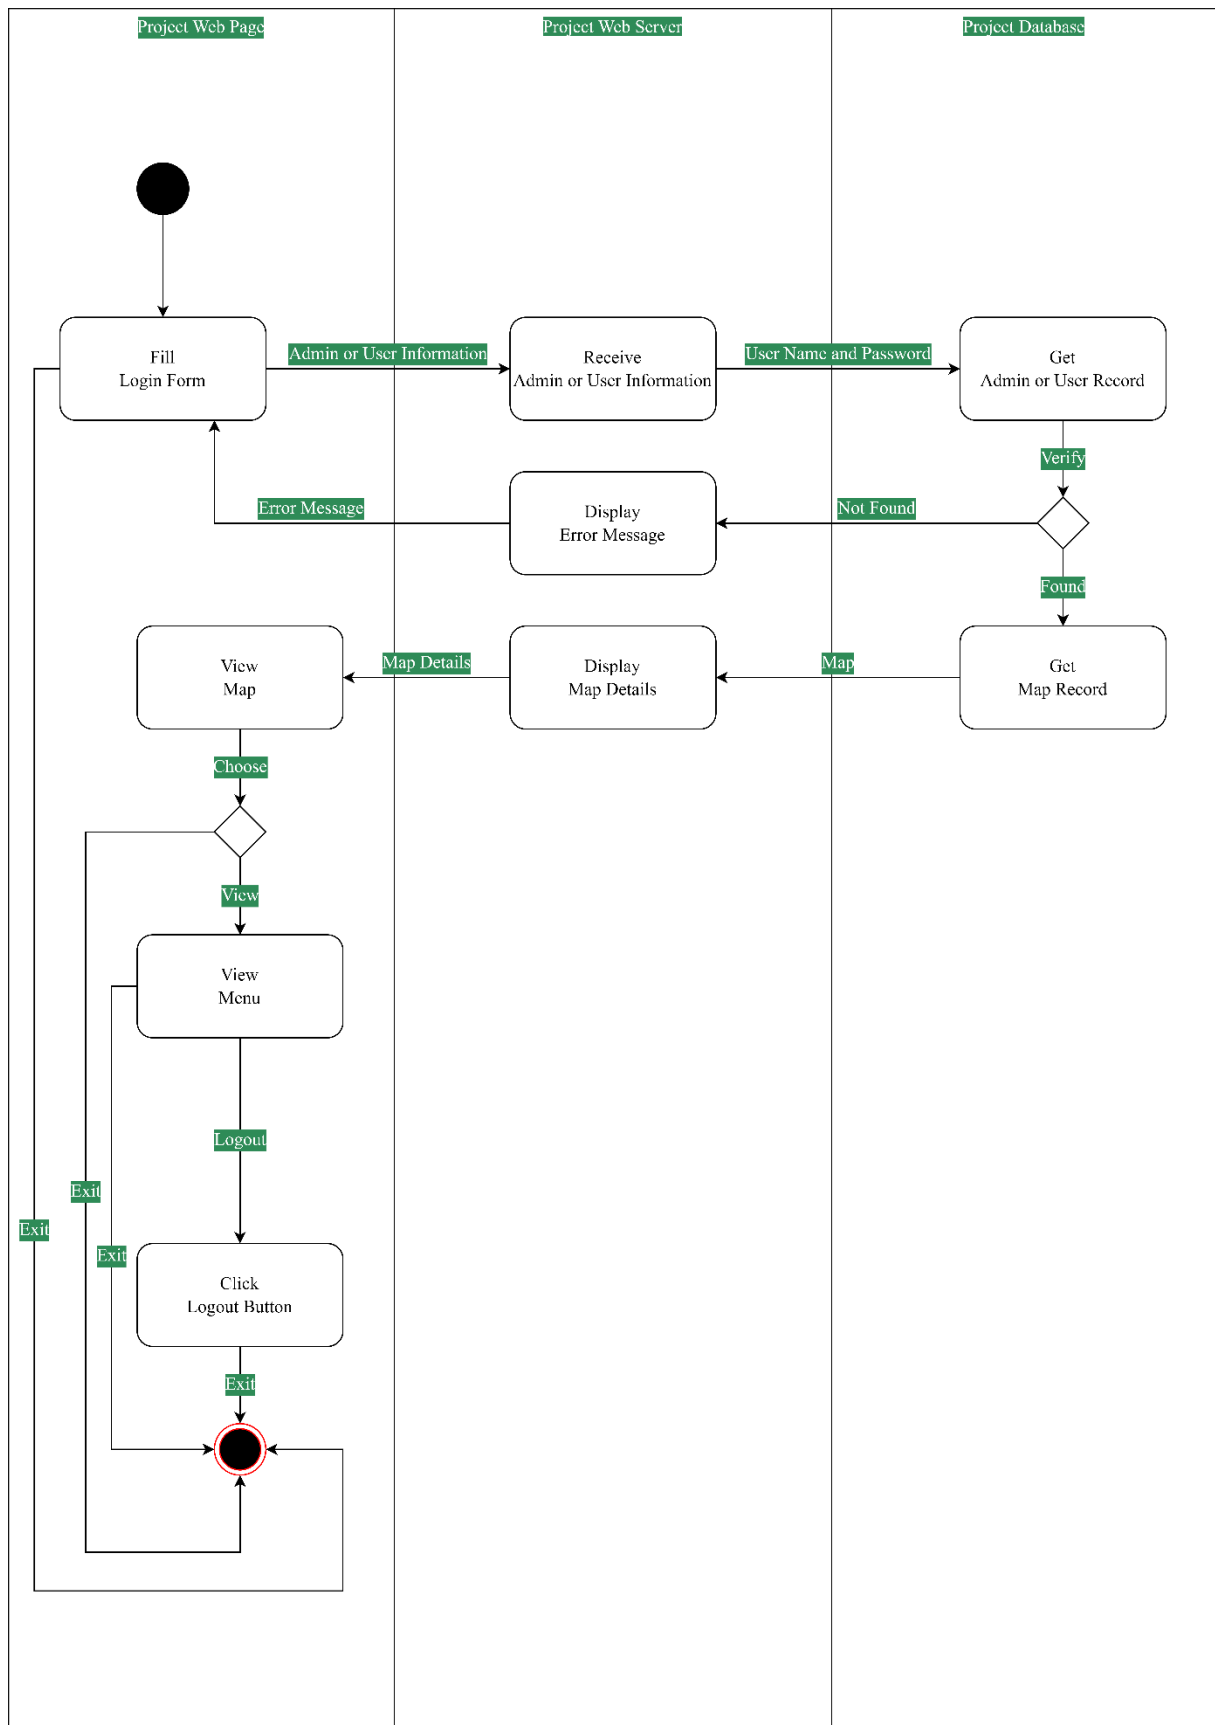 Project Web Page
Project Web Server
Project Database
Fill
Login Form
Admin or User Information
Receive
Admin or User Information
User Name and Password
Get
Admin or User Record
Verify
Error Message
Display
Error Message
Not Found
Found
View
Map
Map Details
Display
Map Details
Map
Get
Map Record
Choose
View
View
Menu
Logout
Exit
Exit
Exit
Click
Logout Button
Exit